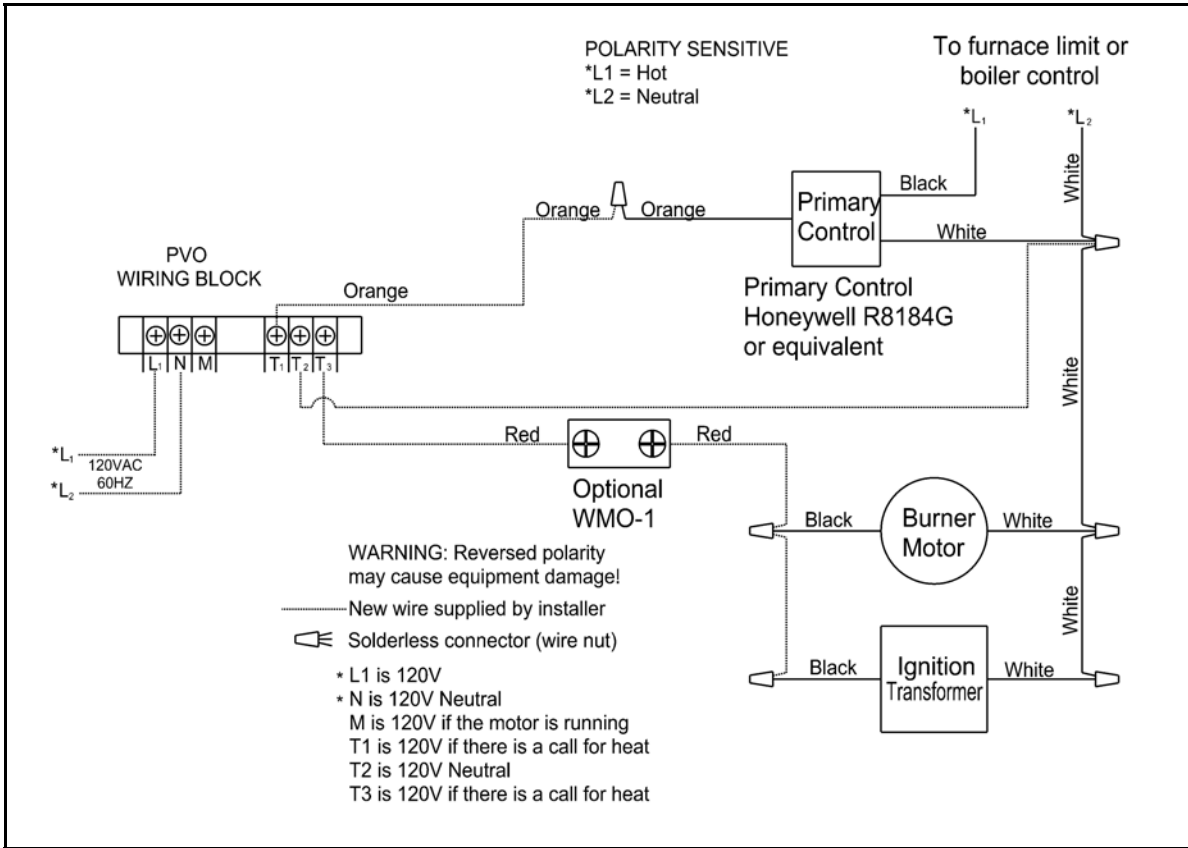 POLARITY SENSITIVE
*L1 = Hot
*L2 = Neutral
To furnace limit or
boiler control
*L₁
*L₂
White
Black
Primary
Control
Orange
Orange
White
PVO
WIRING BLOCK
Orange
Primary Control
Honeywell R8184G
or equivalent
L₁ N M T₁ T₂ T₃
White
Red
Red
*L₁
120VAC
60HZ
*L₂
Optional
WMO-1
Black
Burner
Motor
White
WARNING: Reversed polarity
may cause equipment damage!
New wire supplied by installer
Solderless connector (wire nut)
White
Black
Ignition
Transformer
White
* L1 is 120V
* N is 120V Neutral
M is 120V if the motor is running
T1 is 120V if there is a call for heat
T2 is 120V Neutral
T3 is 120V if there is a call for heat